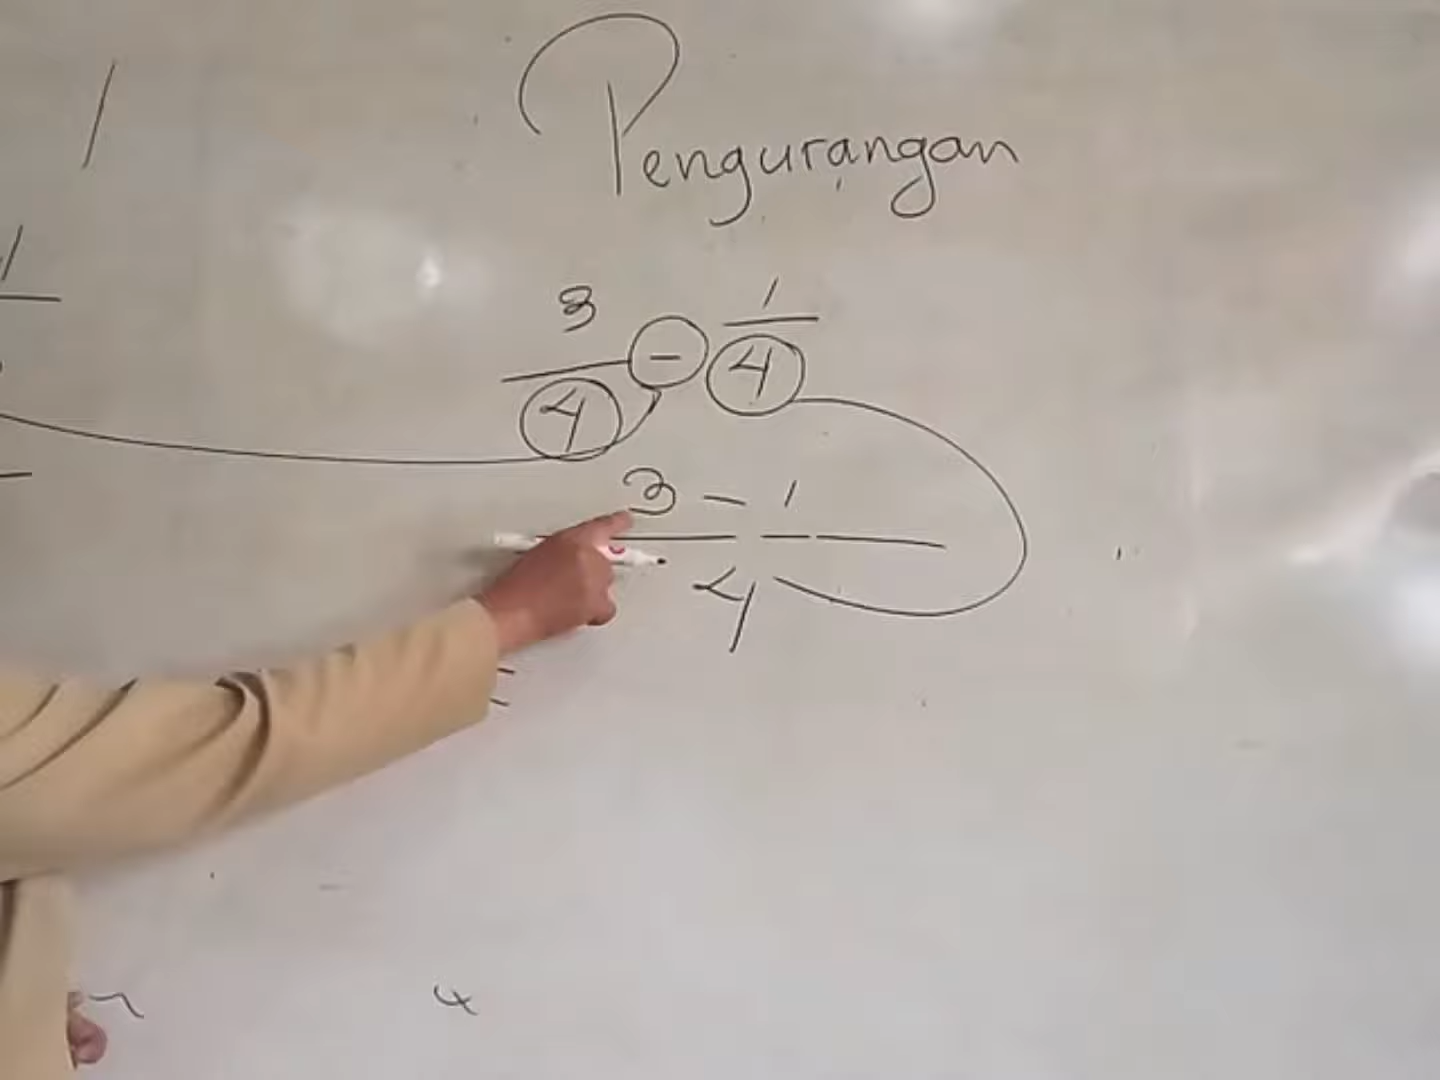 Pengurangan
3/4 - 1/4
3 - 1
4
=